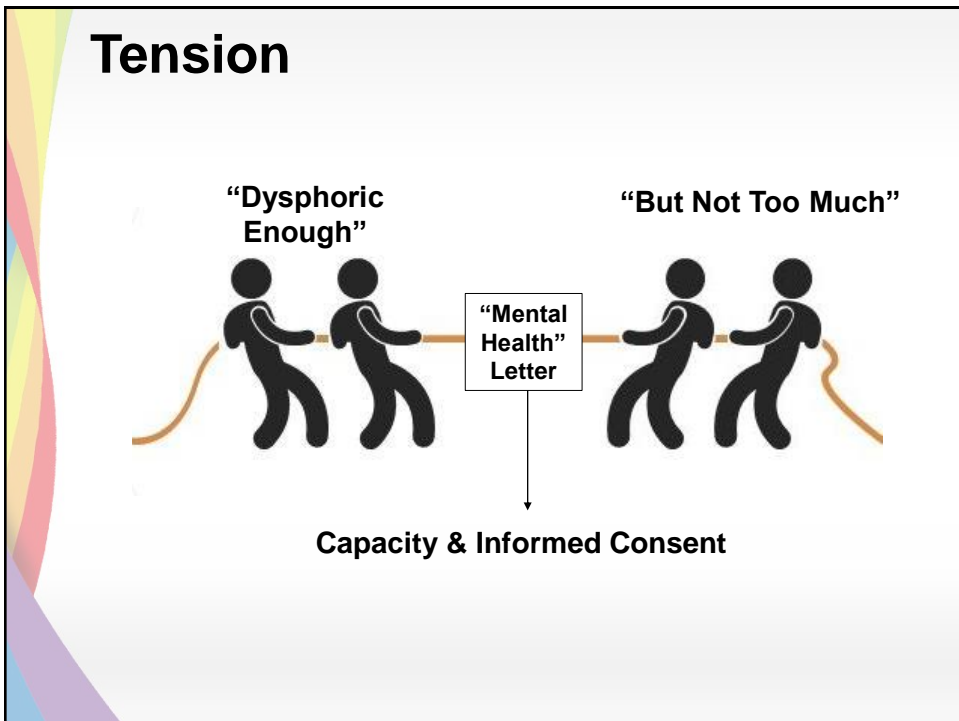 Tension
“Dysphoric
Enough”
“But Not Too Much”
“Mental
Health”
Letter
Capacity & Informed Consent